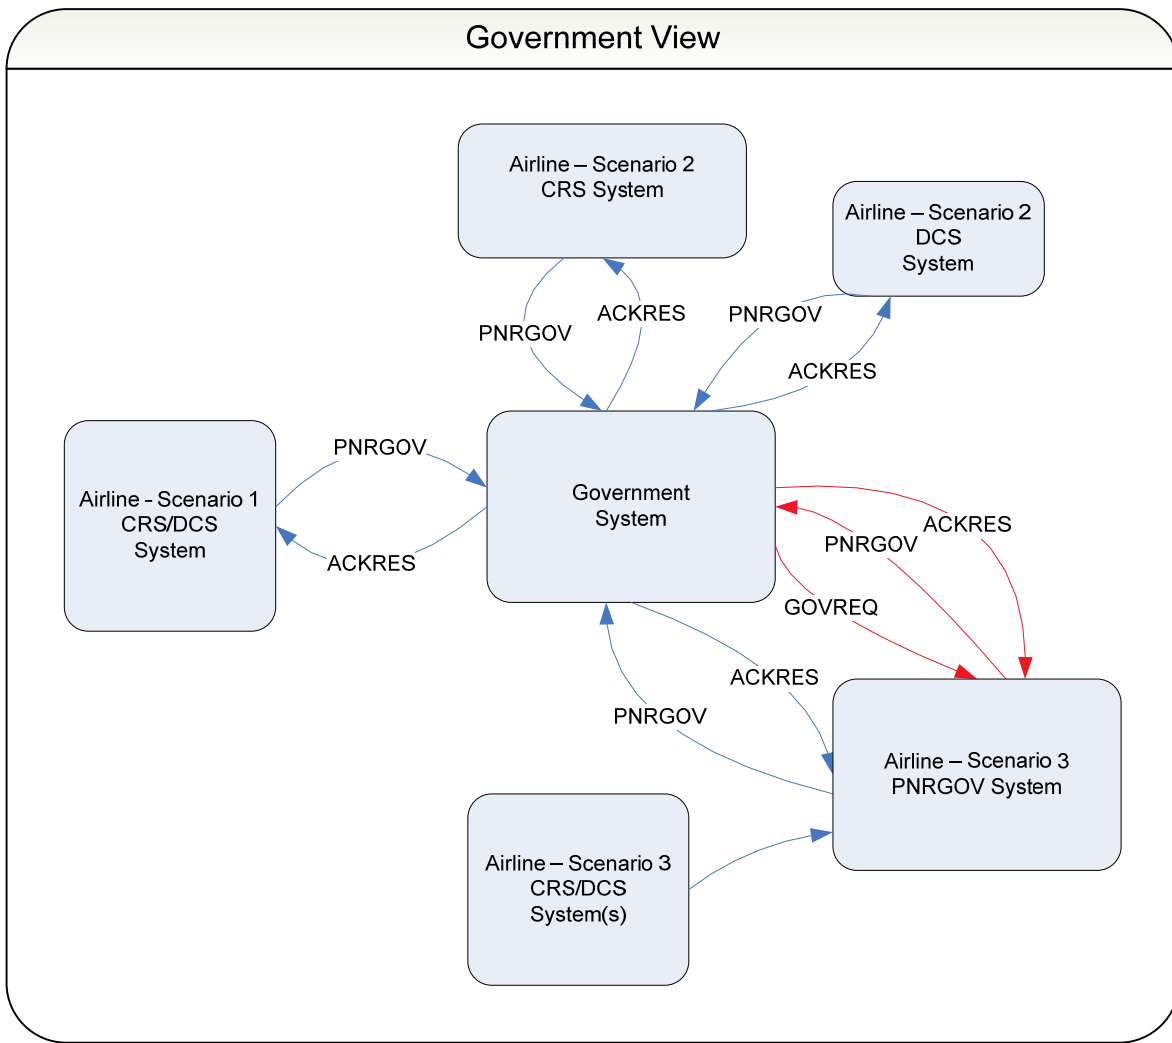 Government View
Airline – Scenario 2
CRS System
Airline – Scenario 2
DCS
System
PNRGOV
ACKRES
PNRGOV
ACKRES
Airline - Scenario 1
CRS/DCS
System
PNRGOV
ACKRES
Government
System
ACKRES
PNRGOV
GOVREQ
ACKRES
PNRGOV
Airline – Scenario 3
PNRGOV System
Airline – Scenario 3
CRS/DCS
System(s)